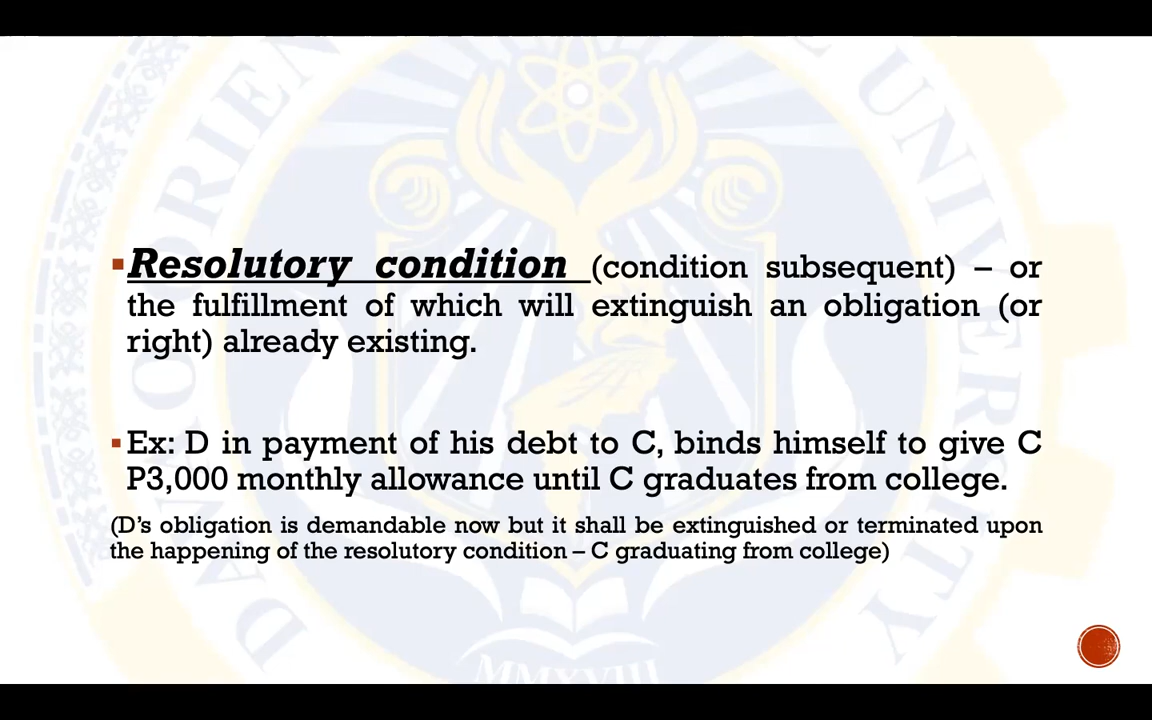 ▪Resolutory condition (condition subsequent) – or
the fulfillment of which will extinguish an obligation (or
right) already existing.
▪Ex: D in payment of his debt to C, binds himself to give C
P3,000 monthly allowance until C graduates from college.
(D's obligation is demandable now but it shall be extinguished or terminated upon
the happening of the resolutory condition – C graduating from college)
MMXVIII